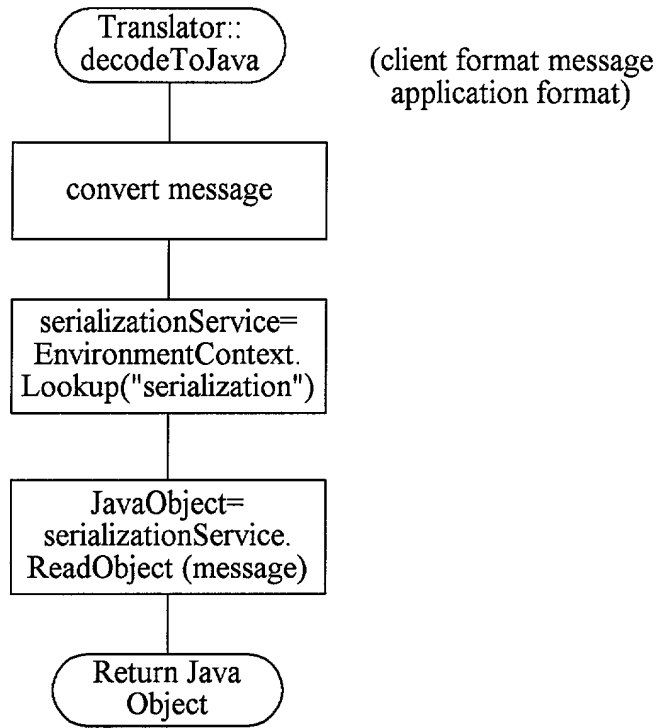 Translator::
decodeToJava
(client format message
application format)
convert message
serializationService=
EnvironmentContext.
Lookup("serialization")
JavaObject=
serializationService.
ReadObject (message)
Return Java
Object